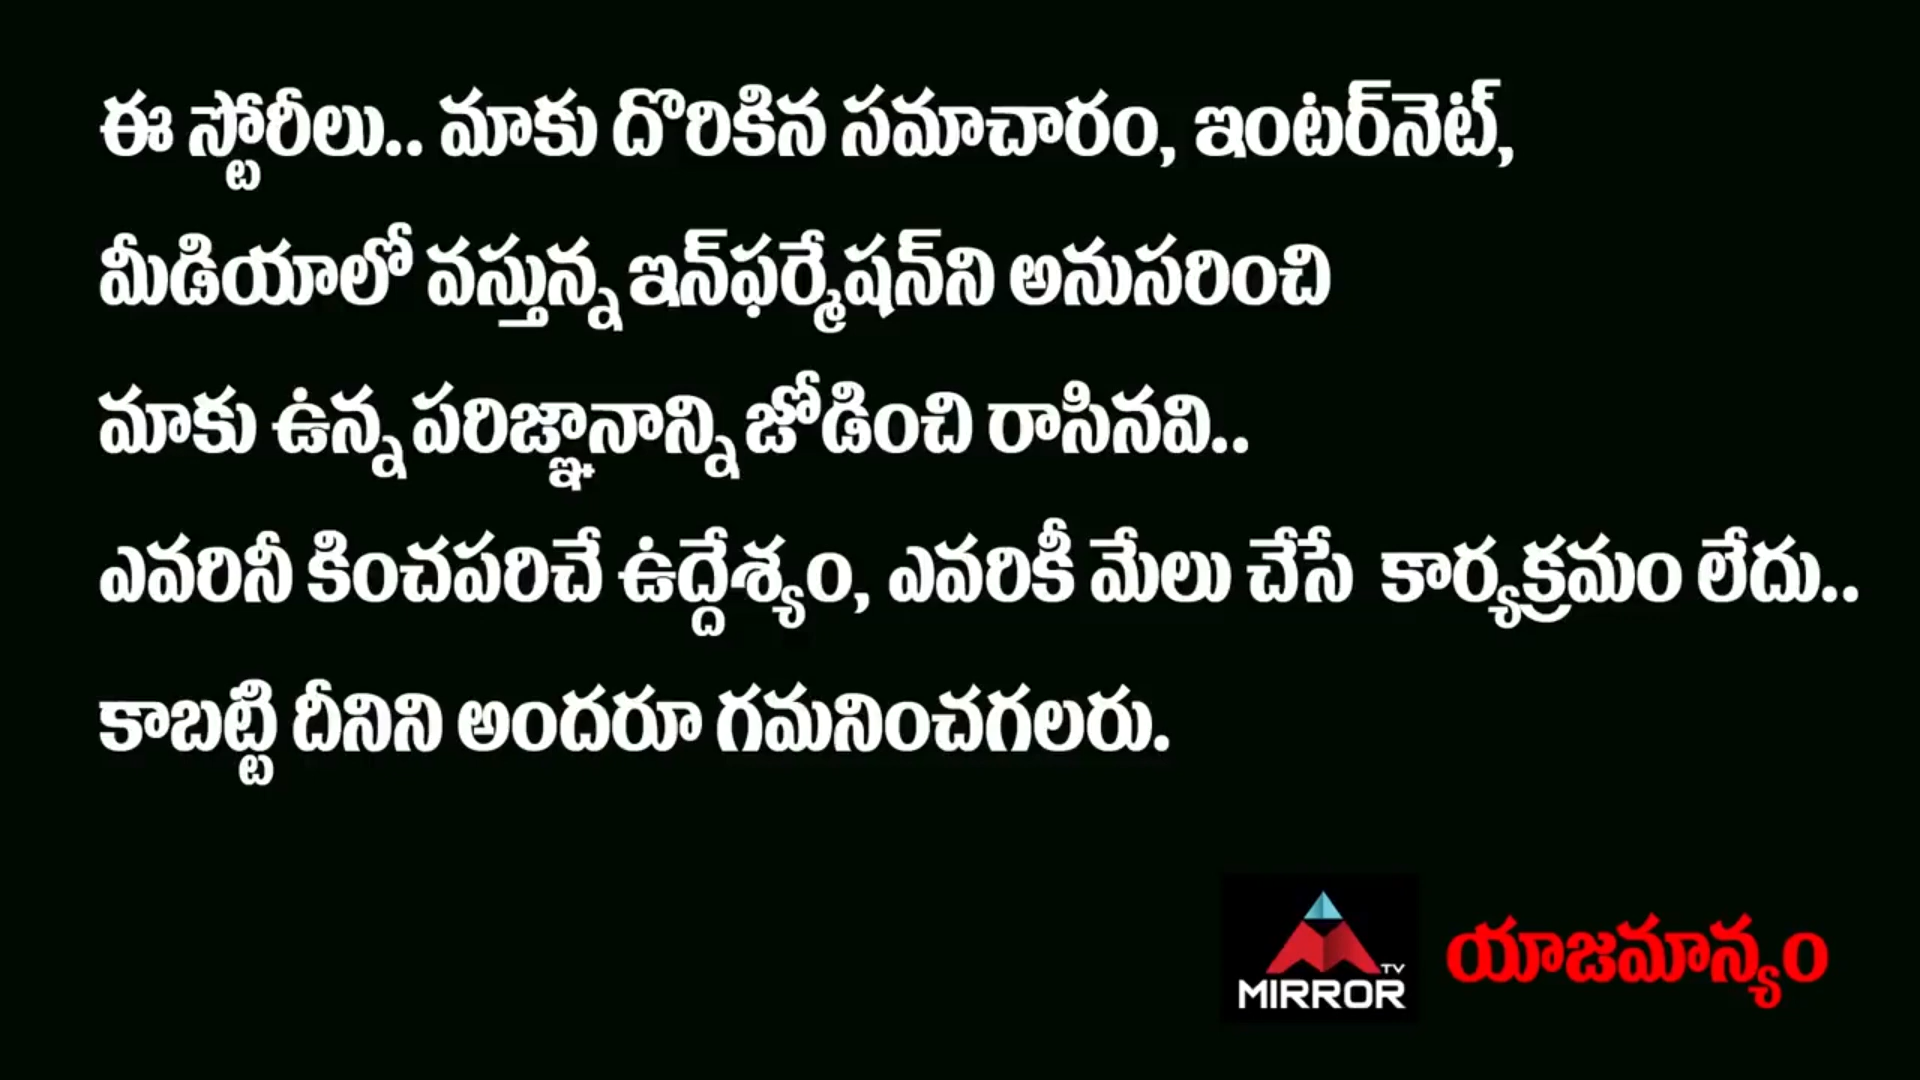 ఈ స్టోరీలు.. మాకు దొరికిన సమాచారం, ఇంటర్‌నెట్,
మీడియాలో వస్తున్న ఇన్‌ఫర్మేషన్‌ని అనుసరించి
మాకు ఉన్న పరిజ్ఞానాన్ని జోడించి రాసినవి..
ఎవరినీ కించపరిచే ఉద్దేశ్యం, ఎవరికీ మేలు చేసే కార్యక్రమం లేదు..
కాబట్టి దీనిని అందరూ గమనించగలరు.
TV
MIRROR
యాజమాన్యం